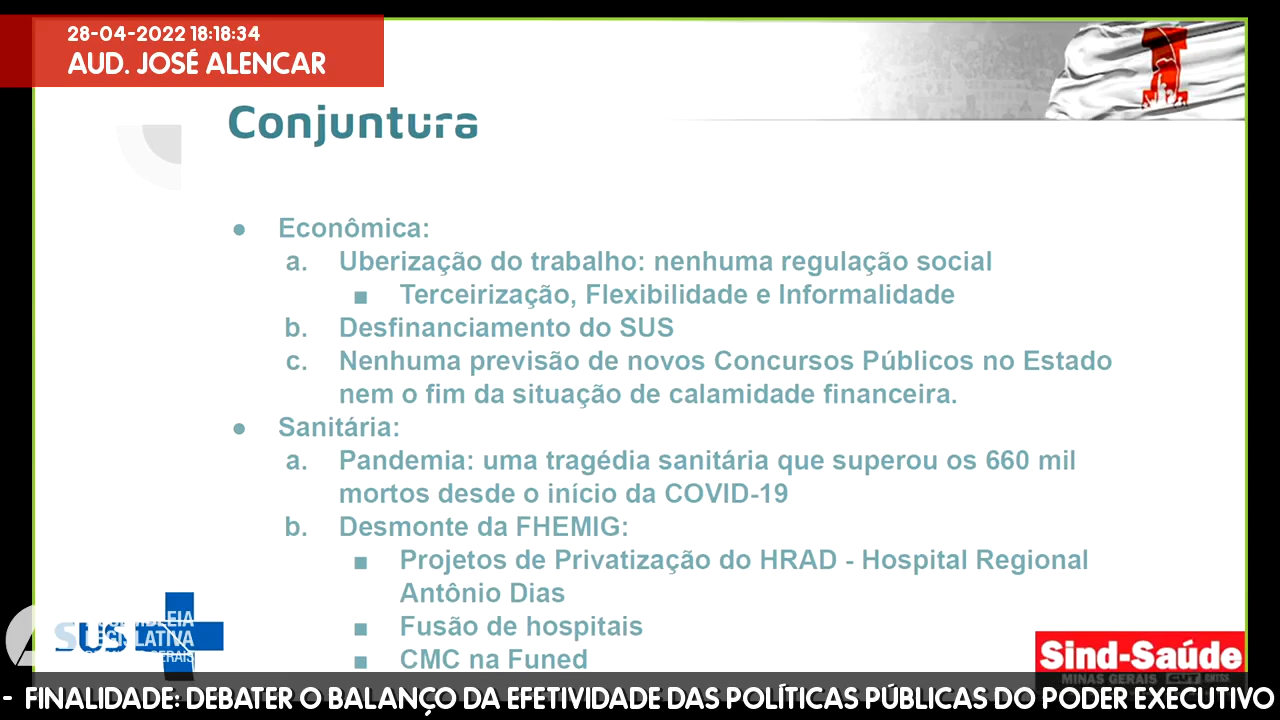 28-04-2022 18:18:34
AUD. JOSÉ ALENCAR
Conjuntura
● Econômica:
a. Uberização do trabalho: nenhuma regulação social
■ Terceirização, Flexibilidade e Informalidade
b. Desfinanciamento do SUS
c. Nenhuma previsão de novos Concursos Públicos no Estado
nem o fim da situação de calamidade financeira.
● Sanitária:
a. Pandemia: uma tragédia sanitária que superou os 660 mil
mortos desde o início da COVID-19
b. Desmonte da FHEMIG:
■ Projetos de Privatização do HRAD - Hospital Regional
Antônio Dias
■ Fusão de hospitais
■ CMC na Funed
SUS
ASSEMBLEIA
LEGISLATIVA
Sind-Saúde
MINAS GERAIS CUT CNTSS
- FINALIDADE: DEBATER O BALANÇO DA EFETIVIDADE DAS POLÍTICAS PÚBLICAS DO PODER EXECUTIVO